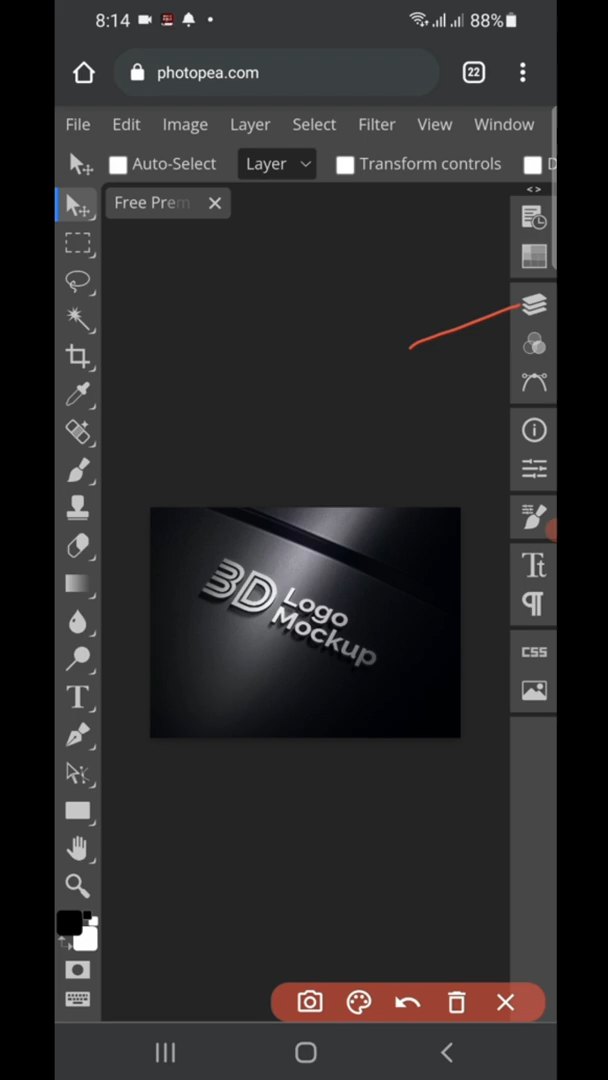 8:14
88%
photopea.com
22
File Edit Image Layer Select Filter View Window
Auto-Select Layer Transform controls D
Free Prem
< >
3D Logo
Mockup
Tt
CSS
T